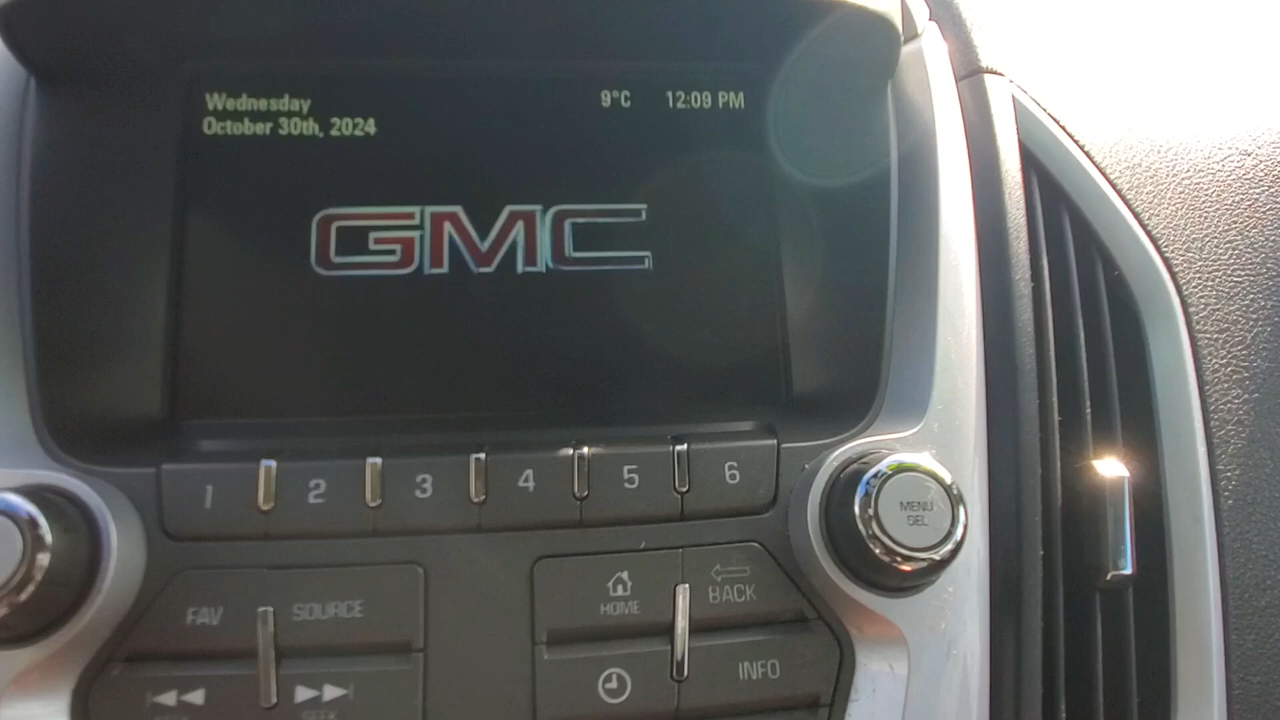 Wednesday
October 30th, 2024
9°C
12:09 PM
GMC
1
2
3
4
5
6
MENU
SEL
FAV
SOURCE
HOME
BACK
INFO